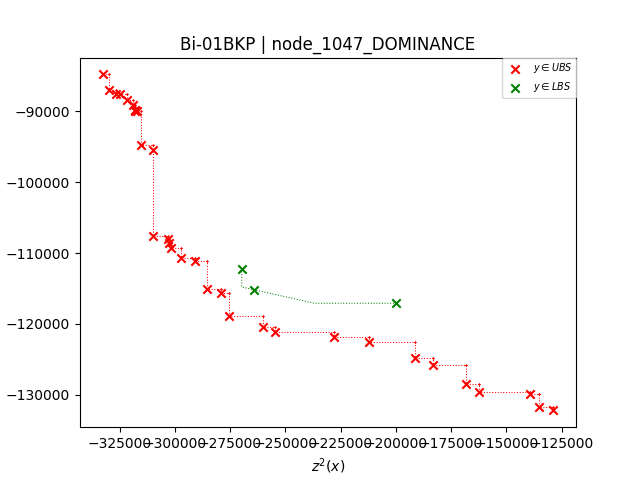 Bi-01BKP | node_1047_DOMINANCE
y ∈ UBS
y ∈ LBS
−90000
−100000
−110000
−120000
−130000
−325000 −300000 −275000 −250000 −225000 −200000 −175000 −150000 −125000
z²(x)